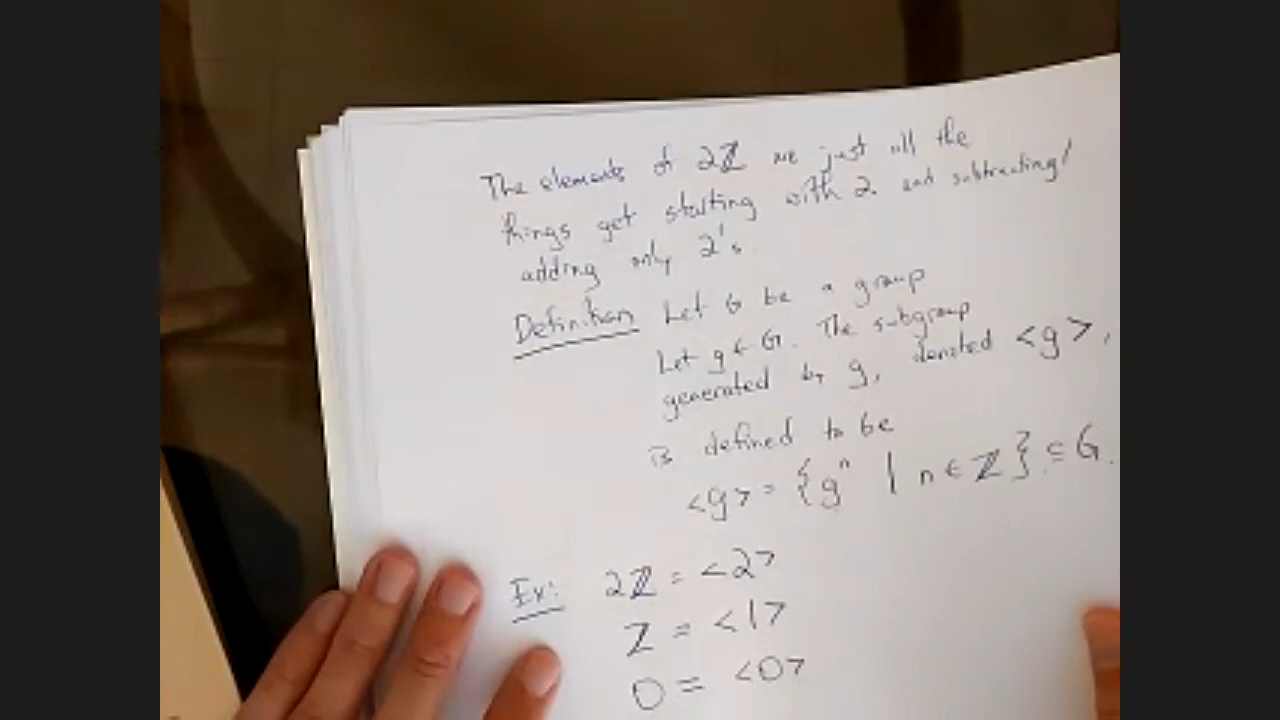 The elements of 2ℤ are just all the
things get starting with 2. and subtracting/
adding only 2's.
Definition Let G be a group
Let g ∈ G. The subgroup
generated by g, denoted <g>,
is defined to be
<g> = {gⁿ | n ∈ ℤ} ⊆ G.
Ex: 2ℤ = <2>
ℤ = <1>
0 = <0>